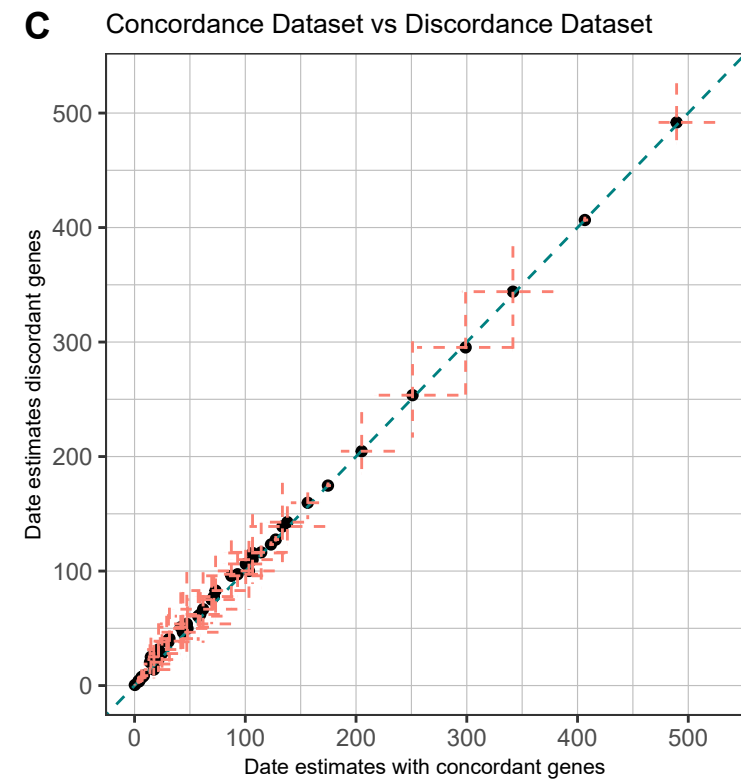 C Concordance Dataset vs Discordance Dataset
500
400
300
200
100
0
Date estimates discordant genes
0 100 200 300 400 500
Date estimates with concordant genes